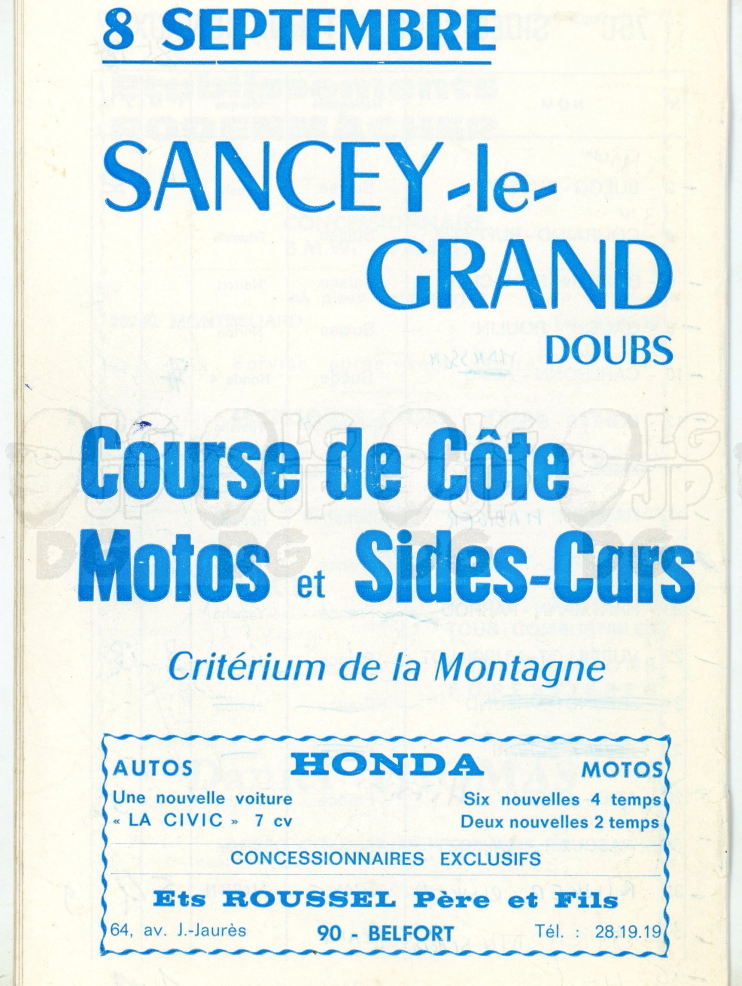 8 SEPTEMBRE
SANCEY-le-
GRAND
DOUBS
Course de Côte
Motos et Sides-Cars
Critérium de la Montagne
AUTOS HONDA MOTOS
Une nouvelle voiture Six nouvelles 4 temps
« LA CIVIC » 7 cv Deux nouvelles 2 temps
CONCESSIONNAIRES EXCLUSIFS
Ets ROUSSEL Père et Fils
64, av. J.-Jaurès 90 - BELFORT Tél. : 28.19.19